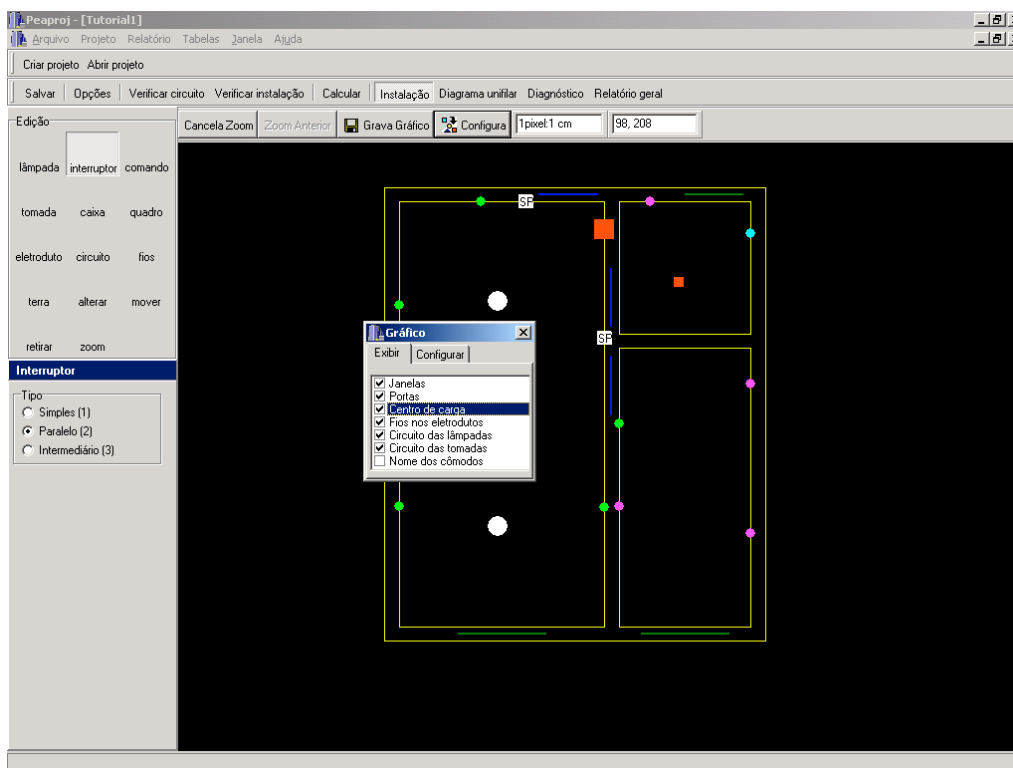 Peaproj - [Tutorial1]
Arquivo Projeto Relatório Tabelas Janela Ajuda
Criar projeto Abrir projeto
Salvar Opções Verificar circuito Verificar instalação Calcular Instalação Diagrama unifilar Diagnóstico Relatório geral
Edição
Cancela Zoom Zoom Anterior Grava Gráfico Configura 1pixel:1 cm 98, 208
lâmpada interruptor comando
tomada caixa quadro
eletroduto circuito fios
terra alterar mover
retirar zoom
Interruptor
Tipo
Simples (1)
Paralelo (2)
Intermediário (3)
SP
SP
Gráfico
Exibir Configurar
Janelas
Portas
Centro de carga
Fios nos eletrodutos
Circuito das lâmpadas
Circuito das tomadas
Nome dos cômodos